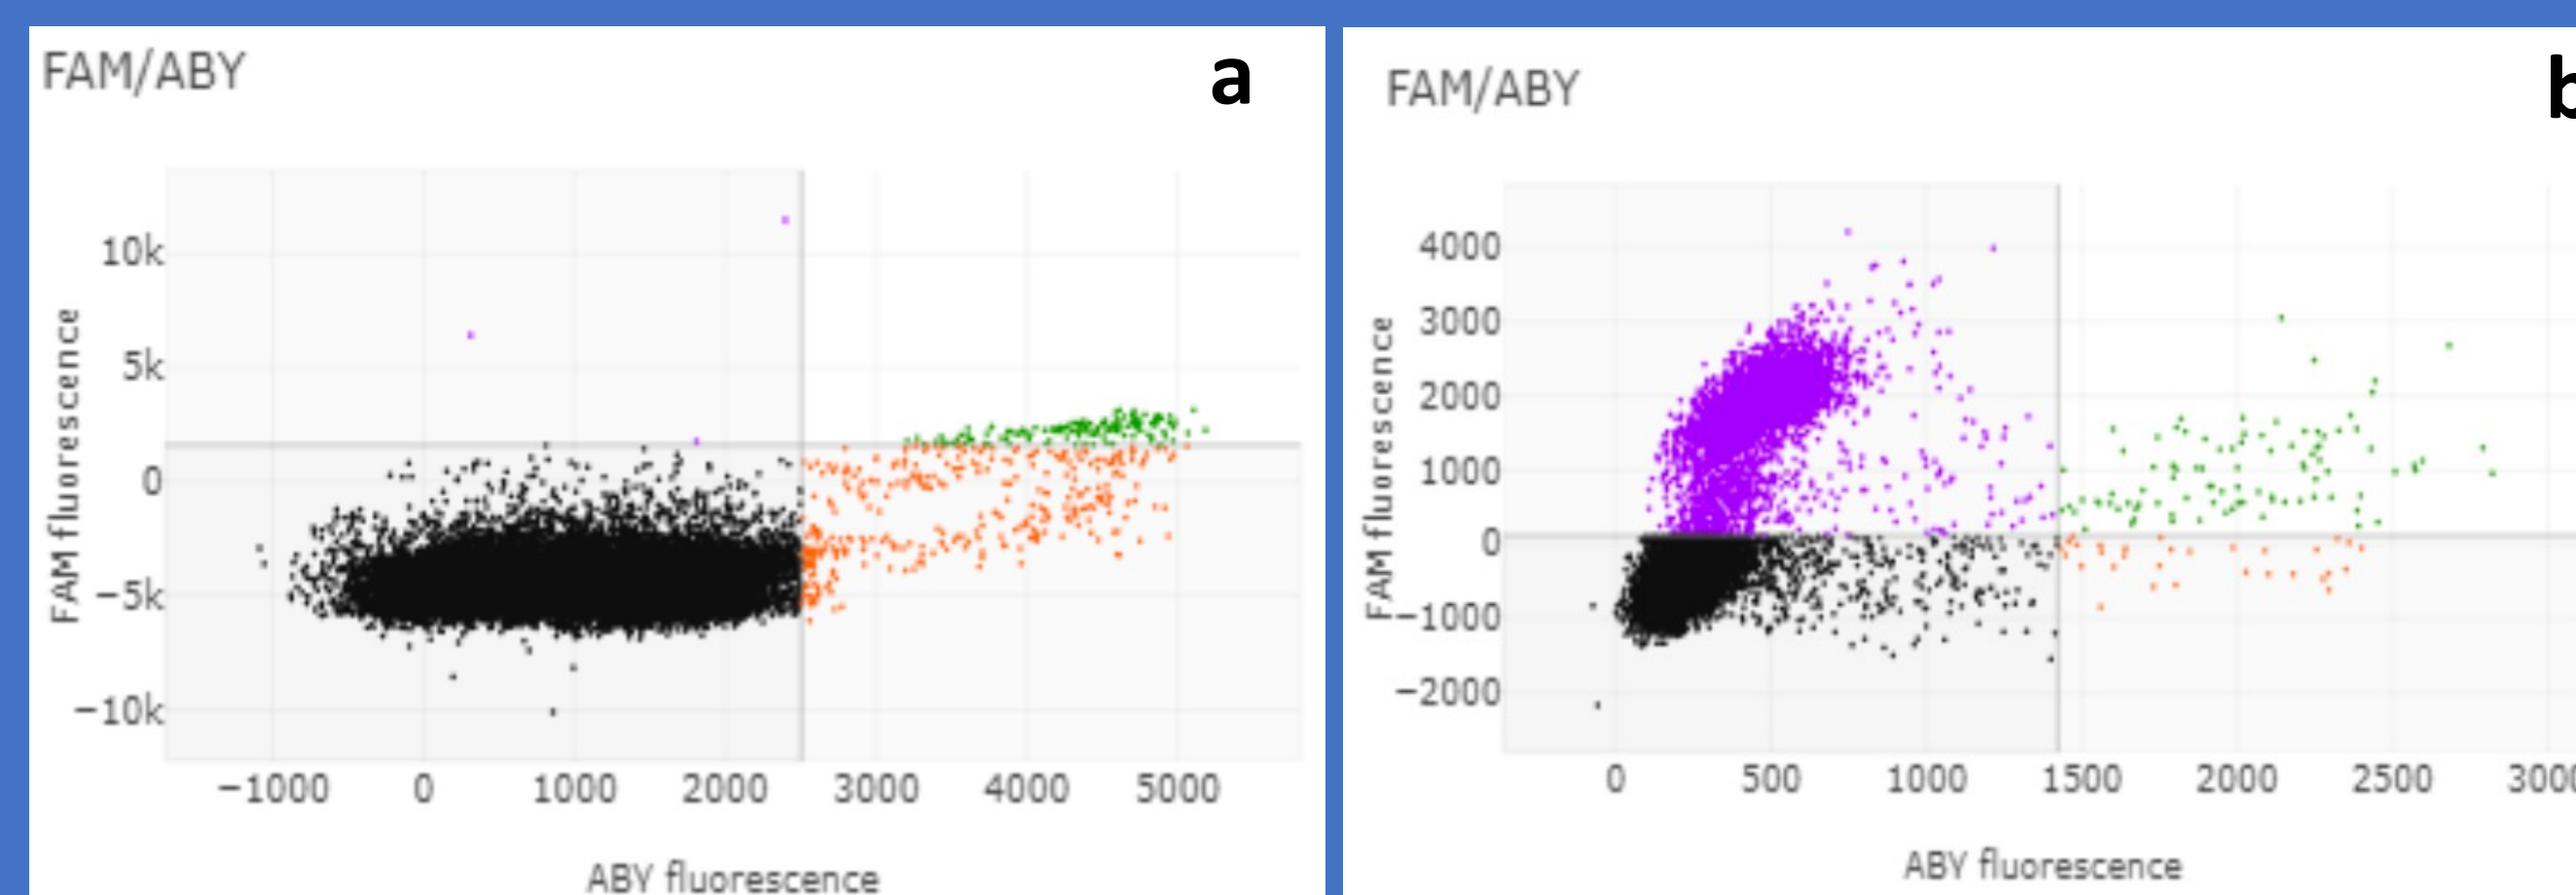 FAM/ABY
a
FAM fluorescence
10k
5k
0
−5k
−10k
−1000 0 1000 2000 3000 4000 5000
ABY fluorescence
FAM/ABY
b
FAM fluorescence
4000
3000
2000
1000
0
−1000
−2000
0 500 1000 1500 2000 2500 3000
ABY fluorescence